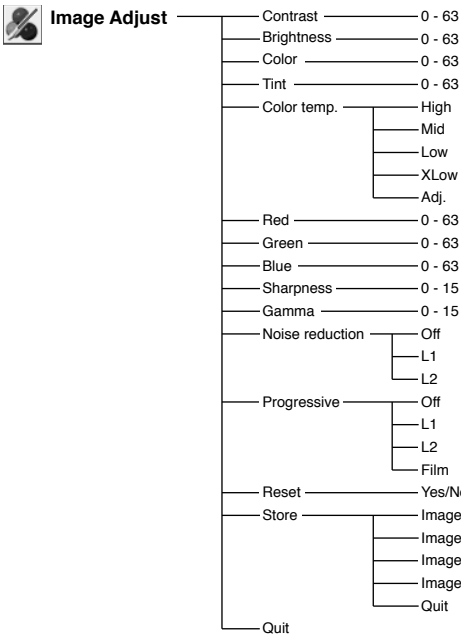 Image Adjust
Contrast 0 - 63
Brightness 0 - 63
Color 0 - 63
Tint 0 - 63
Color temp. High
Mid
Low
XLow
Adj.
Red 0 - 63
Green 0 - 63
Blue 0 - 63
Sharpness 0 - 15
Gamma 0 - 15
Noise reduction Off
L1
L2
Progressive Off
L1
L2
Film
Reset Yes/N
Store Image
Image
Image
Image
Quit
Quit